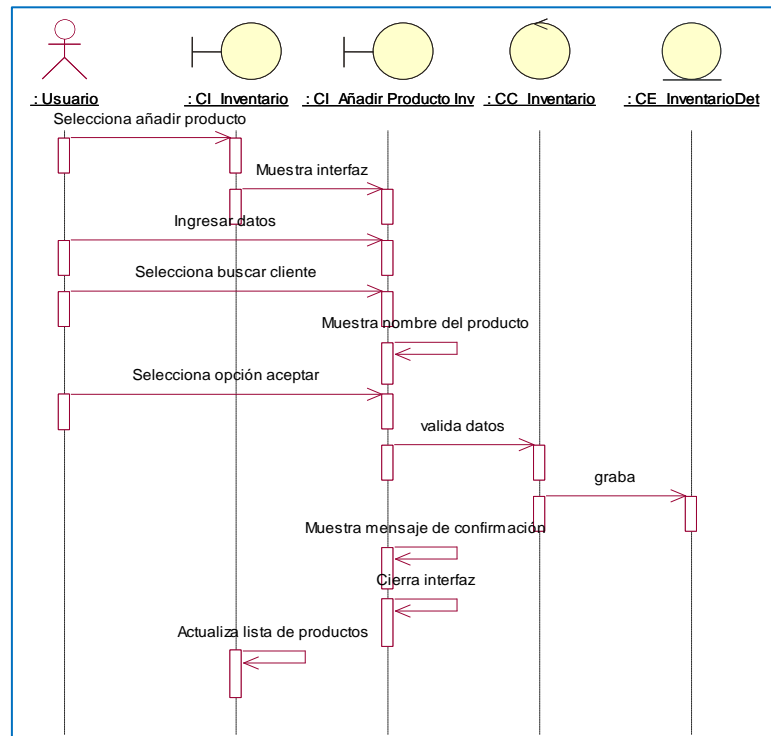 : Usuario
: CI_Inventario
: CI_Añadir Producto Inv
: CC_Inventario
: CE_InventarioDet
Selecciona añadir producto
Muestra interfaz
Ingresar datos
Selecciona buscar cliente
Muestra nombre del producto
Selecciona opción aceptar
valida datos
graba
Muestra mensaje de confirmación
Cierra interfaz
Actualiza lista de productos